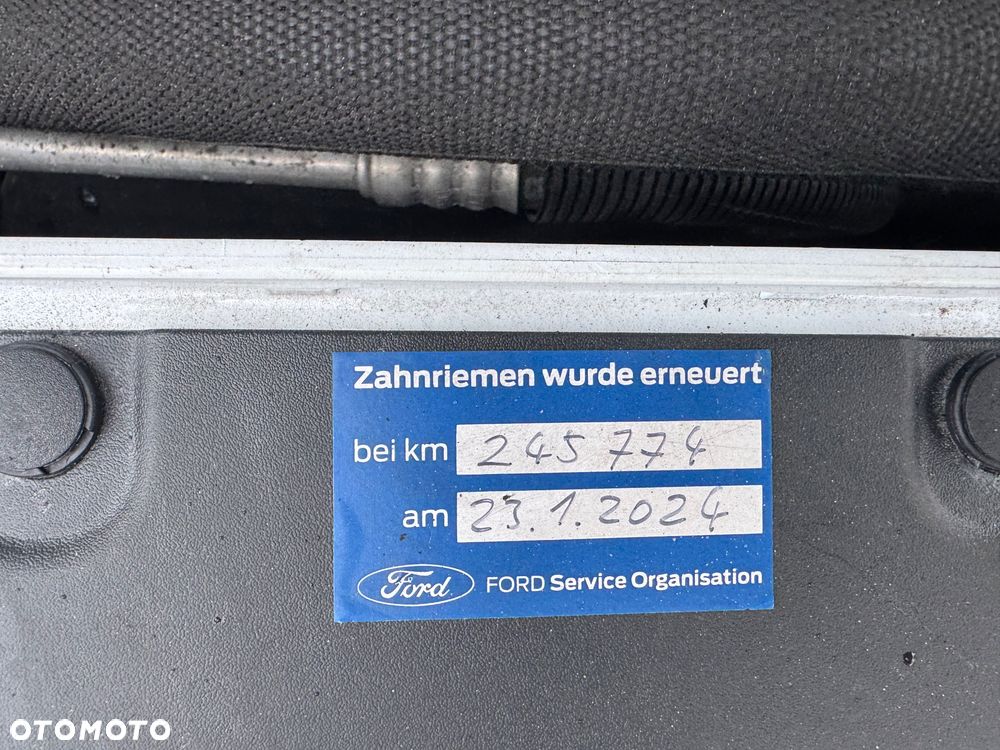 Zahnriemen wurde erneuert
bei km 245 774
am 23.1.2024
Ford FORD Service Organisation
OTOMOTO